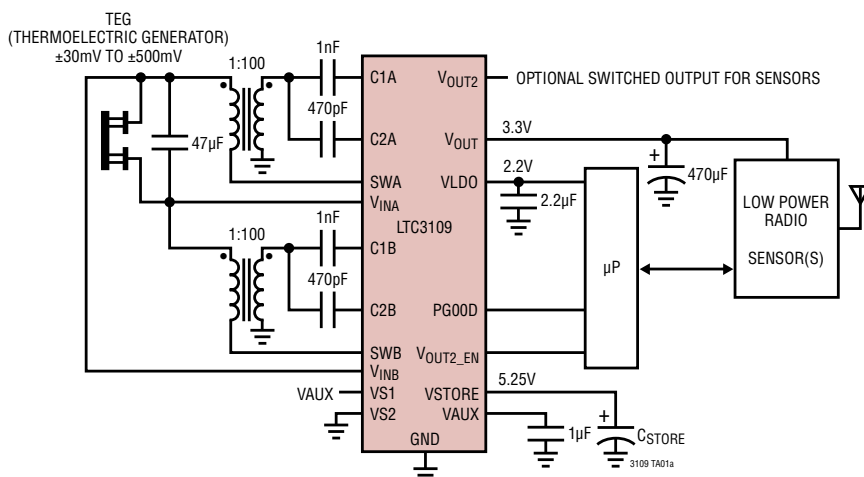 TEG
(THERMOELECTRIC GENERATOR)
±30mV TO ±500mV
1:100
1nF
470pF
47µF
1:100
1nF
470pF
C1A
C2A
SWA
VINA
C1B
C2B
SWB
VINB
VS1
VS2
VAUX
LTC3109
GND
VOUT2
VOUT
VLDO
PG00D
VOUT2_EN
VSTORE
VAUX
OPTIONAL SWITCHED OUTPUT FOR SENSORS
3.3V
2.2V
2.2µF
470µF
µP
LOW POWER
RADIO
SENSOR(S)
5.25V
1µF
CSTORE
3109 TA01a